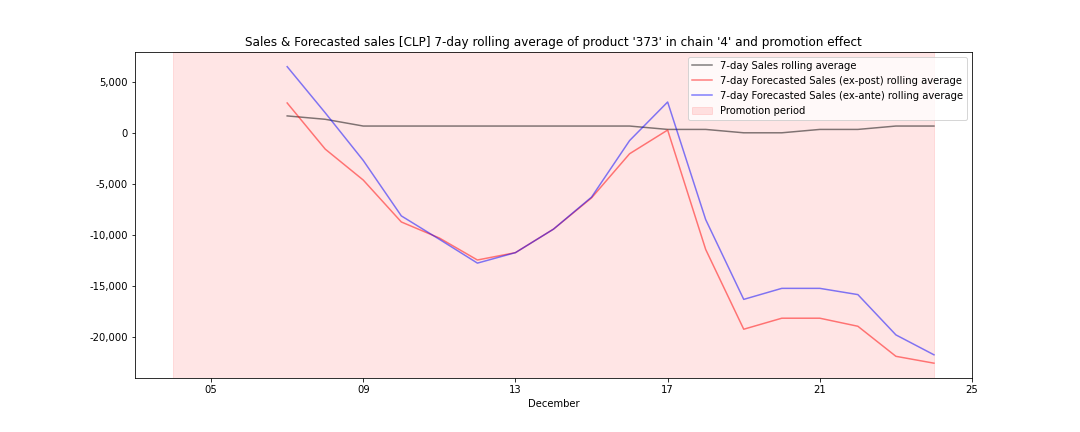 Sales & Forecasted sales [CLP] 7-day rolling average of product '373' in chain '4' and promotion effect
7-day Sales rolling average
7-day Forecasted Sales (ex-post) rolling average
7-day Forecasted Sales (ex-ante) rolling average
Promotion period
5,000
0
-5,000
-10,000
-15,000
-20,000
05
09
13
17
21
25
December